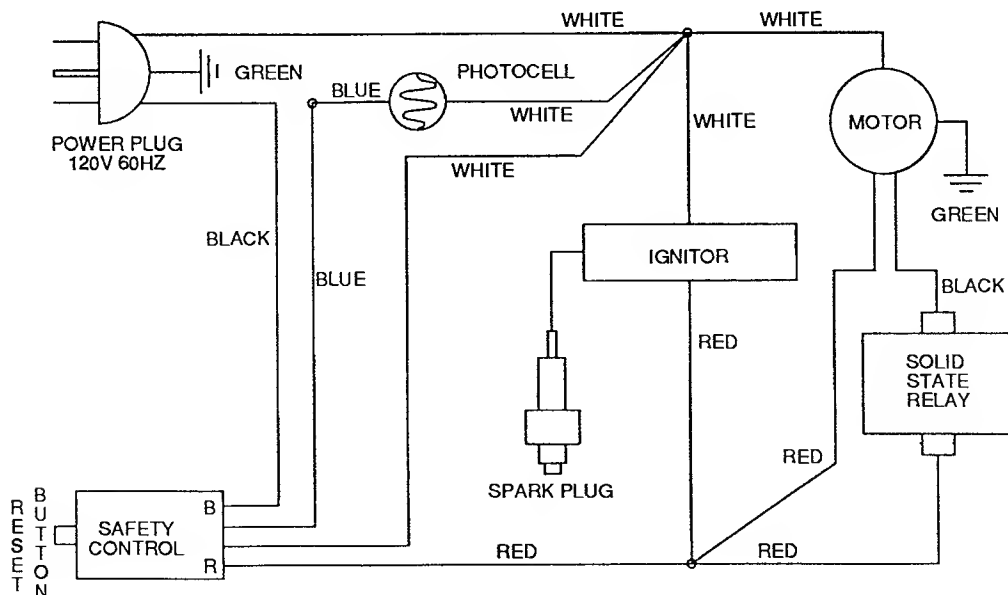 WHITE
WHITE
GREEN
PHOTOCELL
BLUE
WHITE
WHITE
MOTOR
POWER PLUG
120V 60HZ
WHITE
GREEN
BLACK
IGNITOR
BLUE
BLACK
RED
SOLID
STATE
RELAY
RED
SPARK PLUG
RESET
BUTTON
B
SAFETY
CONTROL
R
RED
RED